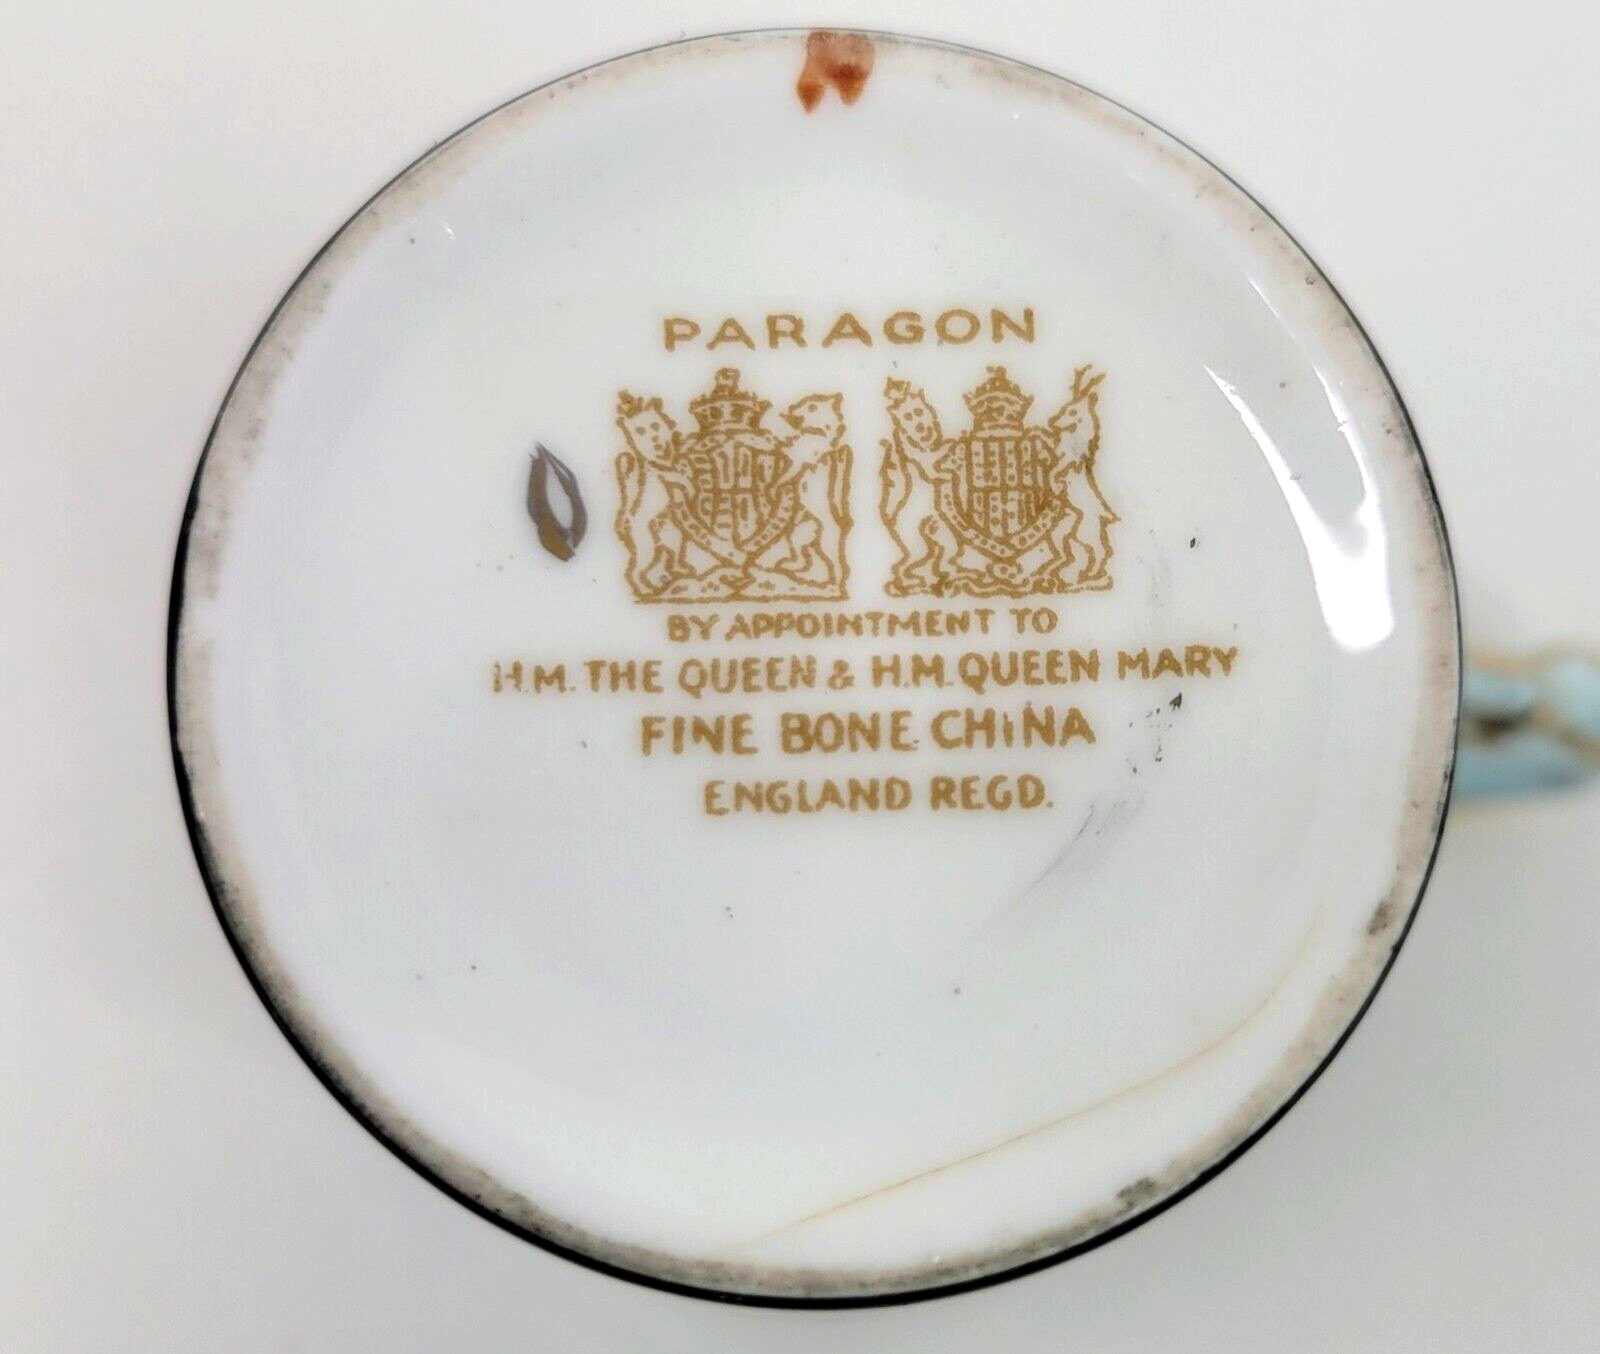 PARAGON
BY APPOINTMENT TO
H.M. THE QUEEN & H.M. QUEEN MARY
FINE BONE CHINA
ENGLAND REGD.